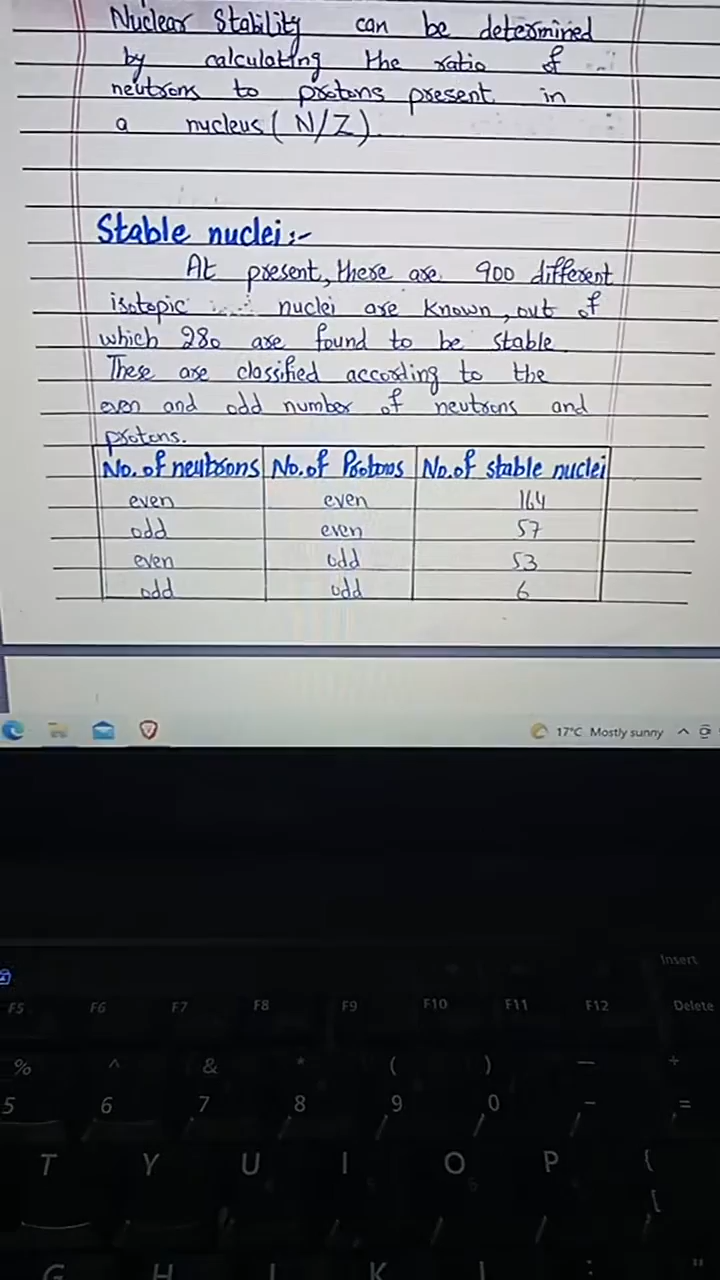 Nuclear Stability can be determined
by calculating the ratio of
neutrons to protons present in
a nucleus (N/Z)
Stable nuclei:-
At present, there are 900 different
isotopic nuclei are known, out of
which 280 are found to be stable.
These are classified according to the
even and odd number of neutrons and
protons.
No. of neutrons No. of Protons No. of stable nuclei
even even 164
odd even 57
even odd 53
odd odd 6
17°C Mostly sunny
Insert
F5 F6 F7 F8 F9 F10 F11 F12 Delete
% ^ & * ( ) — +
5 6 7 8 9 0 - =
T Y U I O P {
[
G H J K L : "